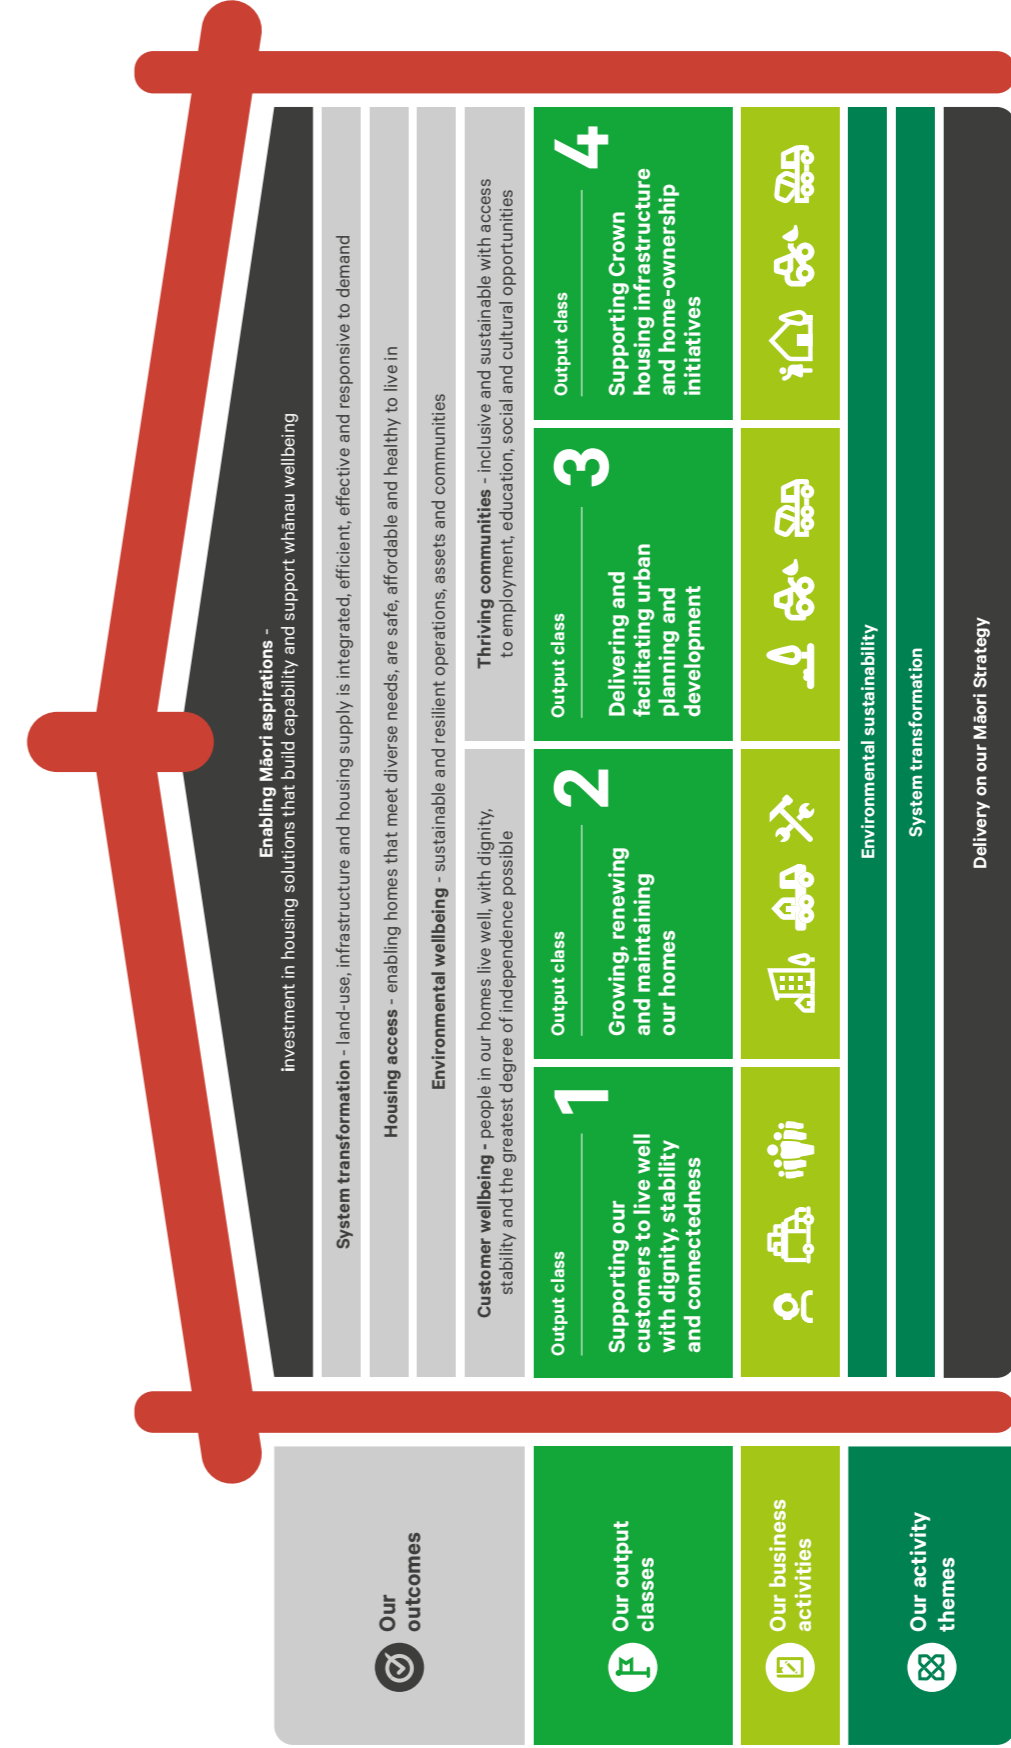 Our
outcomes
Enabling Māori aspirations -
investment in housing solutions that build capability and support whānau wellbeing
System transformation - land-use, infrastructure and housing supply is integrated, efficient, effective and responsive to demand
Housing access - enabling homes that meet diverse needs, are safe, affordable and healthy to live in
Environmental wellbeing - sustainable and resilient operations, assets and communities
Customer wellbeing - people in our homes live well, with dignity,
stability and the greatest degree of independence possible
Thriving communities - inclusive and sustainable with access
to employment, education, social and cultural opportunities
Our output
classes
Output class
1
Supporting our
customers to live well
with dignity, stability
and connectedness
Output class
2
Growing, renewing
and maintaining
our homes
Output class
3
Delivering and
facilitating urban
planning and
development
Output class
4
Supporting Crown
housing infrastructure
and home-ownership
initiatives
Our business
activities
Our activity
themes
Environmental sustainability
System transformation
Delivery on our Māori Strategy